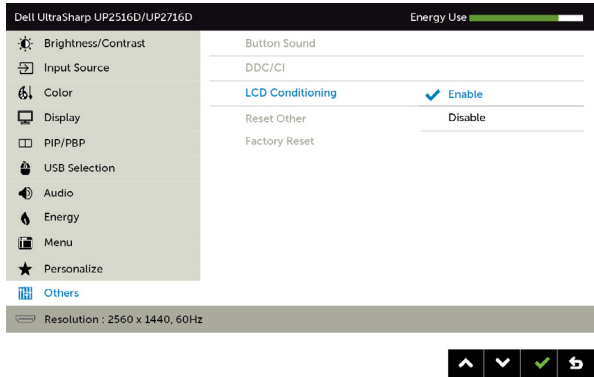 Dell UltraSharp UP2516D/UP2716D
Energy Use
Brightness/Contrast
Input Source
Color
Display
PIP/PBP
USB Selection
Audio
Energy
Menu
Personalize
Others
Button Sound
DDC/CI
LCD Conditioning
Reset Other
Factory Reset
Enable
Disable
Resolution : 2560 x 1440, 60Hz